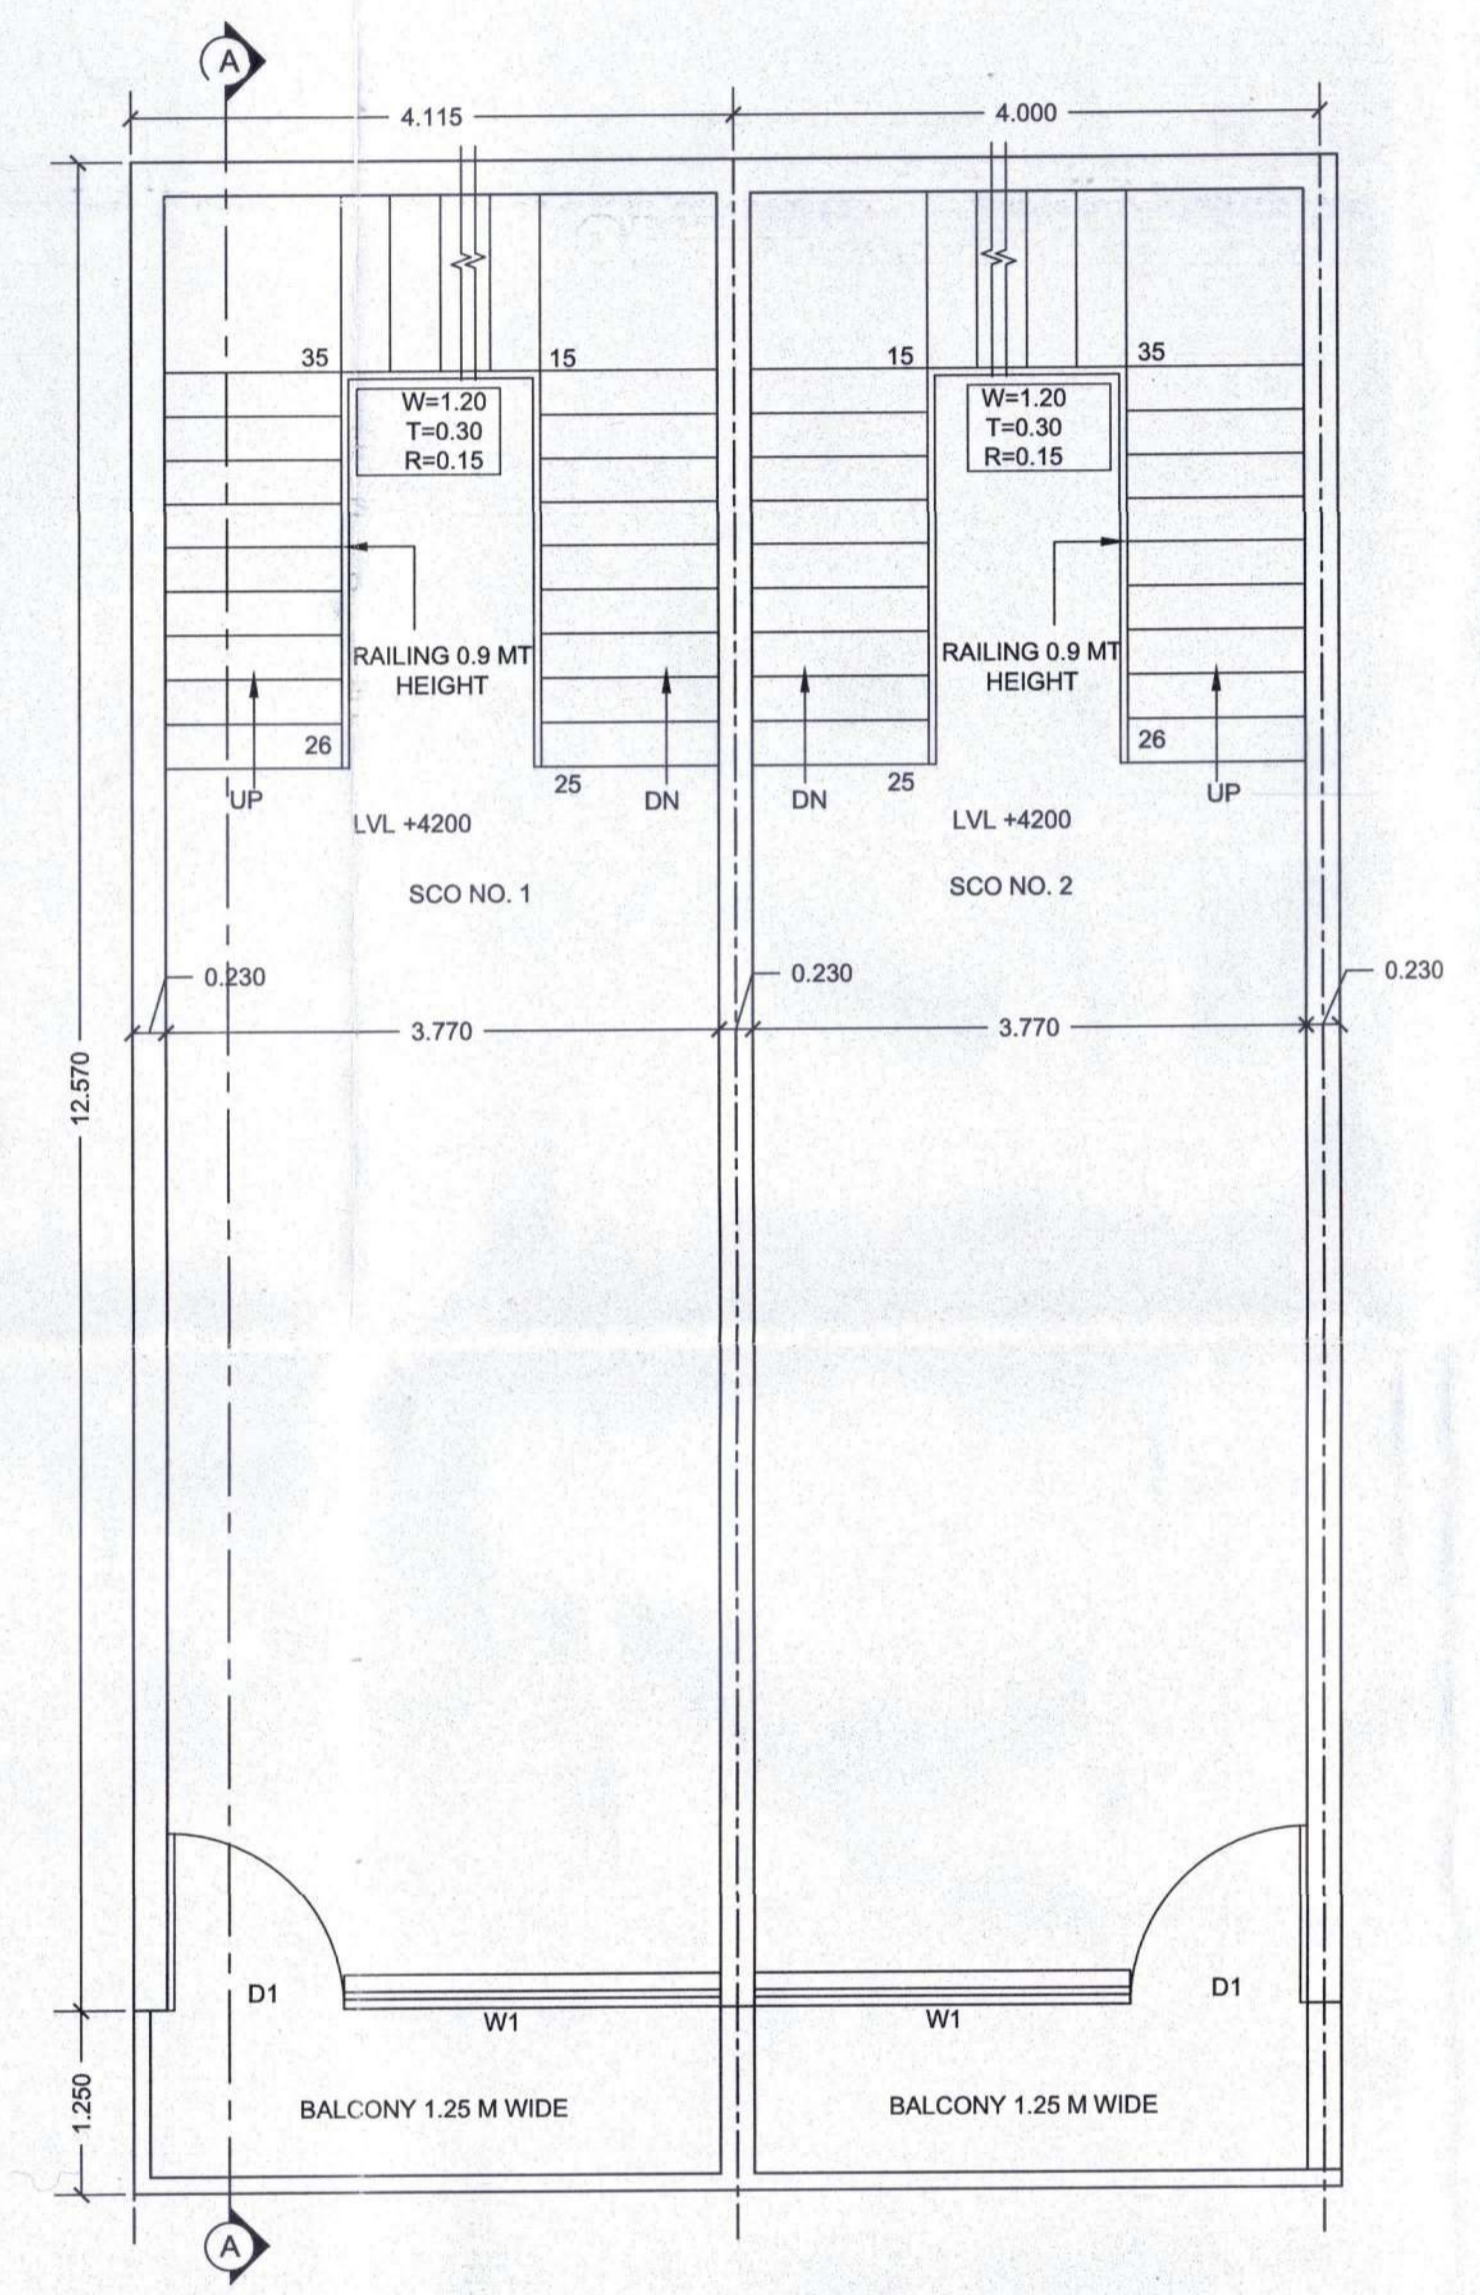 A
4.115
4.000
35
15
15
35
W=1.20
T=0.30
R=0.15
W=1.20
T=0.30
R=0.15
RAILING 0.9 MT
HEIGHT
RAILING 0.9 MT
HEIGHT
26
25
25
26
UP
DN
DN
UP
LVL +4200
LVL +4200
SCO NO. 1
SCO NO. 2
0.230
0.230
0.230
3.770
3.770
12.570
D1
D1
W1
W1
1.250
BALCONY 1.25 M WIDE
BALCONY 1.25 M WIDE
A